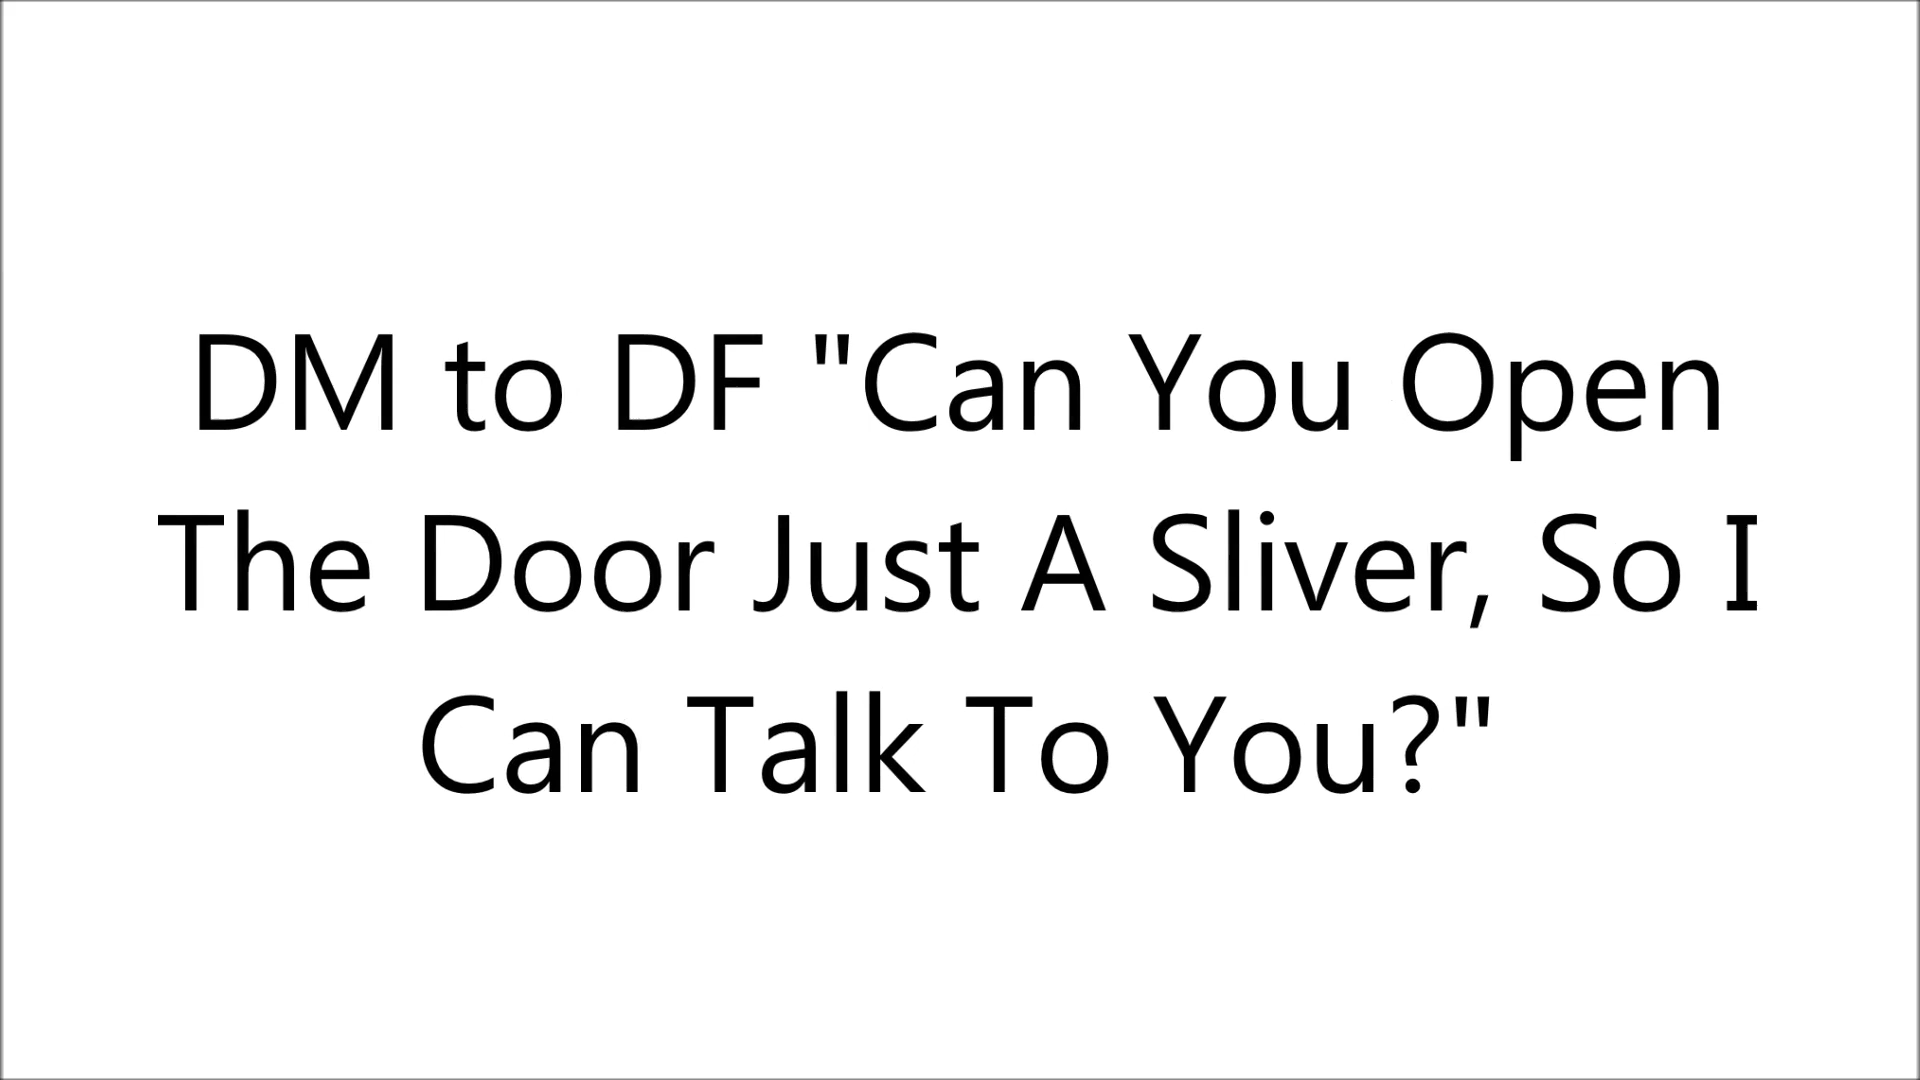 DM to DF "Can You Open
The Door Just A Sliver, So I
Can Talk To You?"